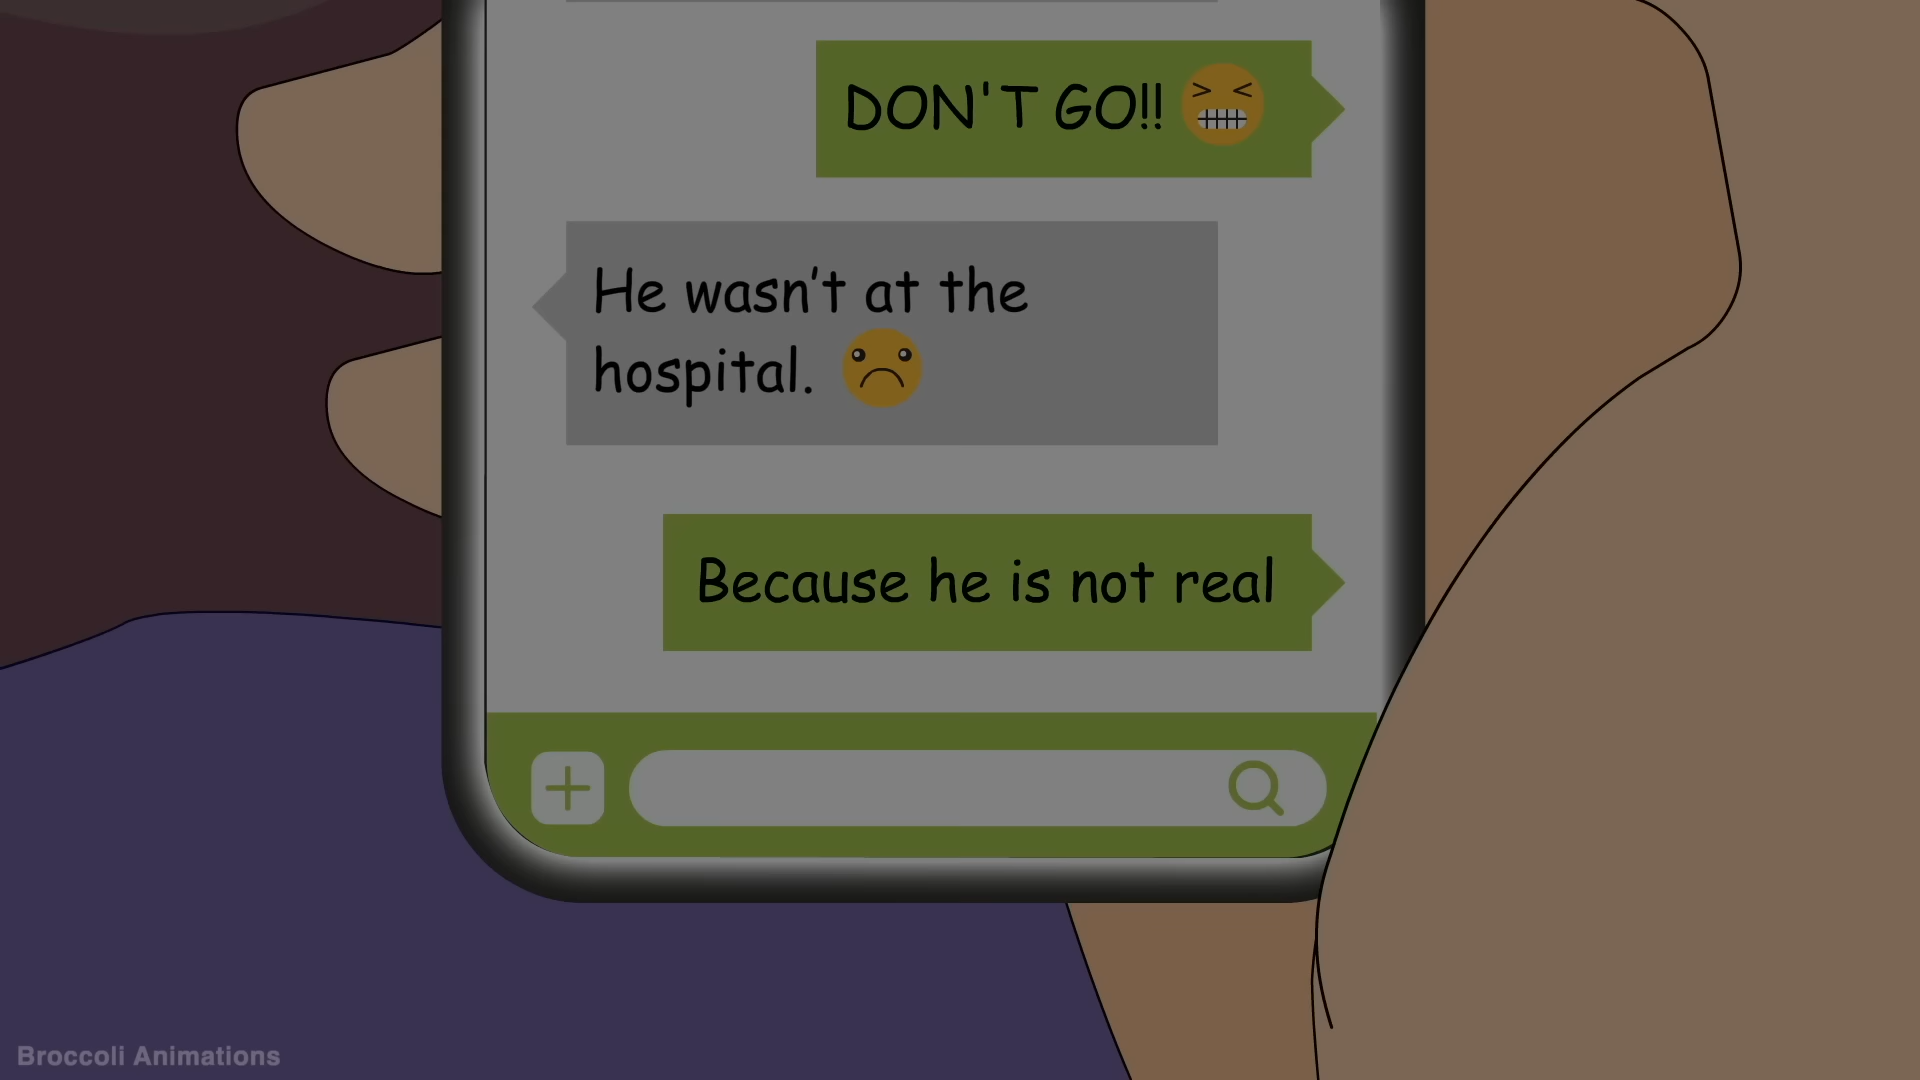 DON'T GO!!
He wasn’t at the
hospital.
Because he is not real
Broccoli Animations